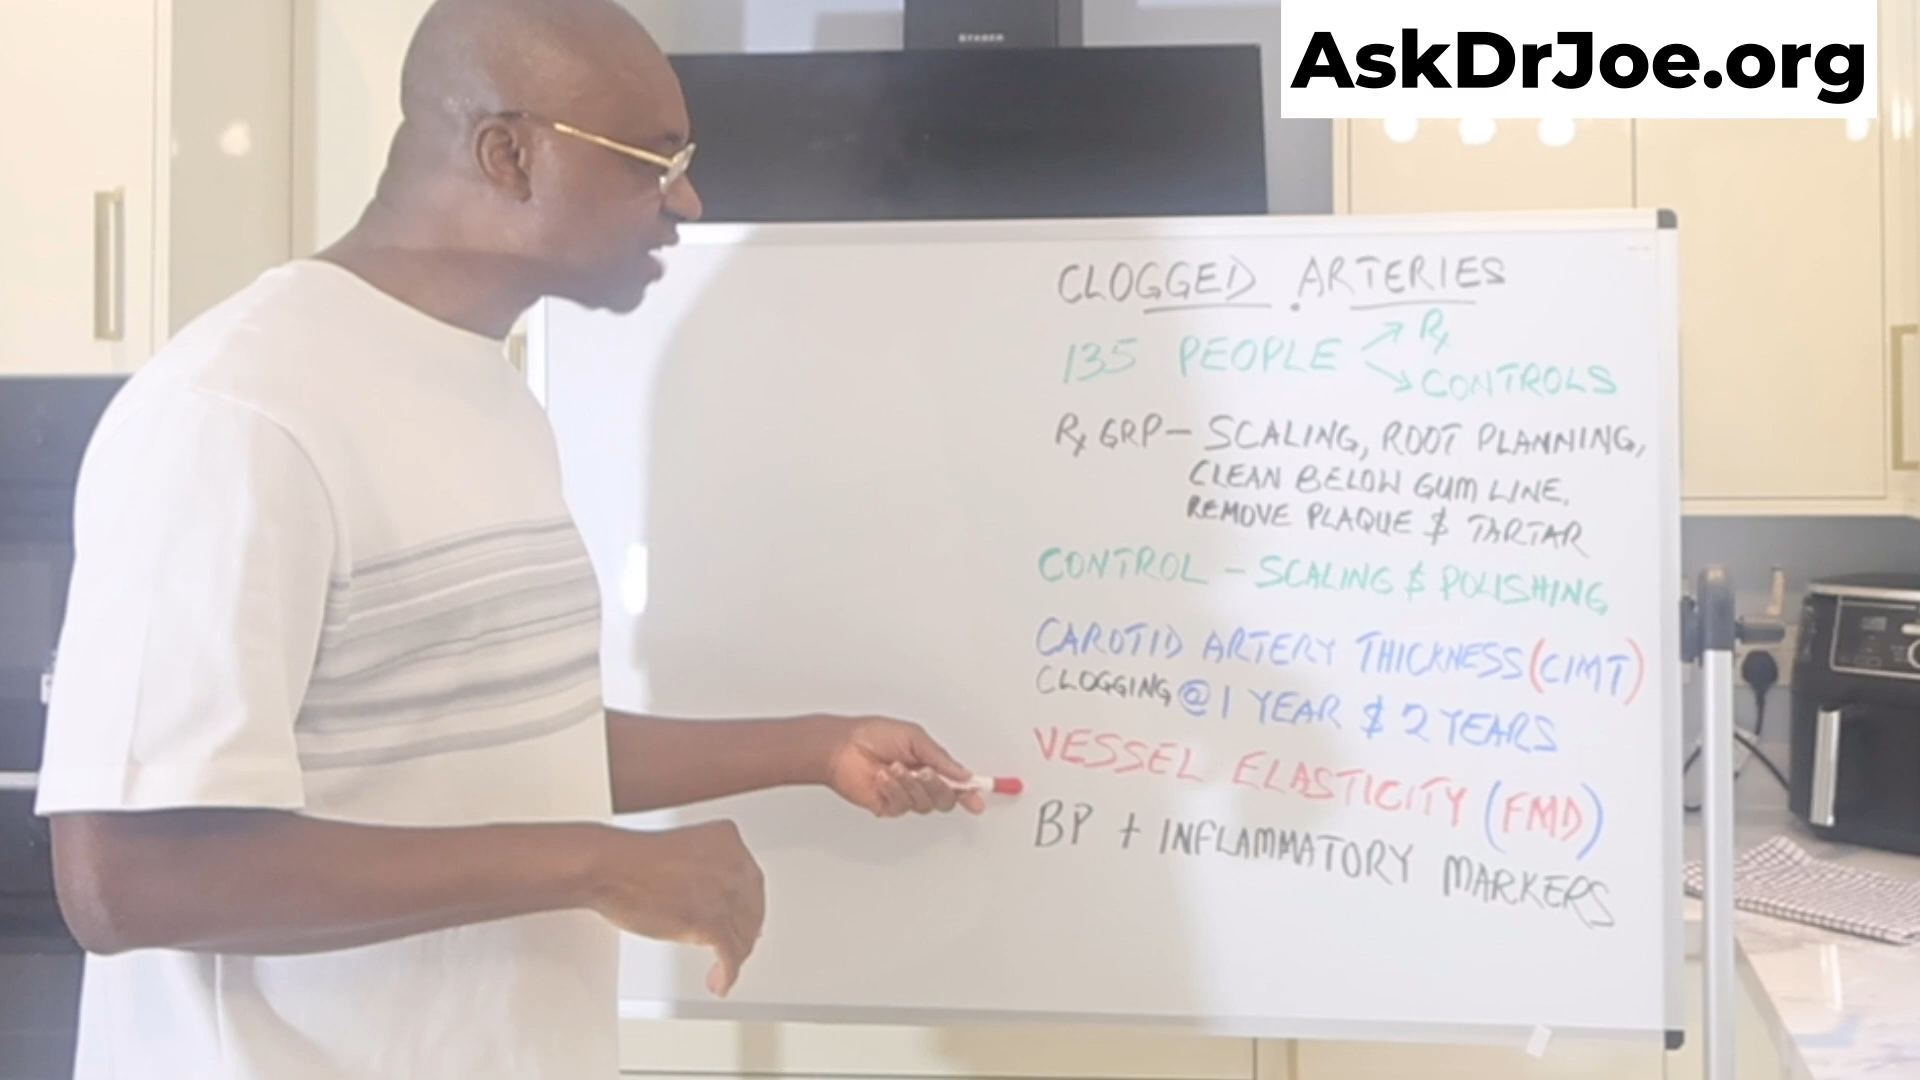 AskDrJoe.org
CLOGGED ARTERIES
135 PEOPLE Rx
CONTROLS
Rx GRP - SCALING, ROOT PLANNING,
CLEAN BELOW GUM LINE,
REMOVE PLAQUE & TARTAR
CONTROL - SCALING & POLISHING
CAROTID ARTERY THICKNESS (CIMT)
CLOGGING @ 1 YEAR & 2 YEARS
VESSEL ELASTICITY (FMD)
BP + INFLAMMATORY MARKERS